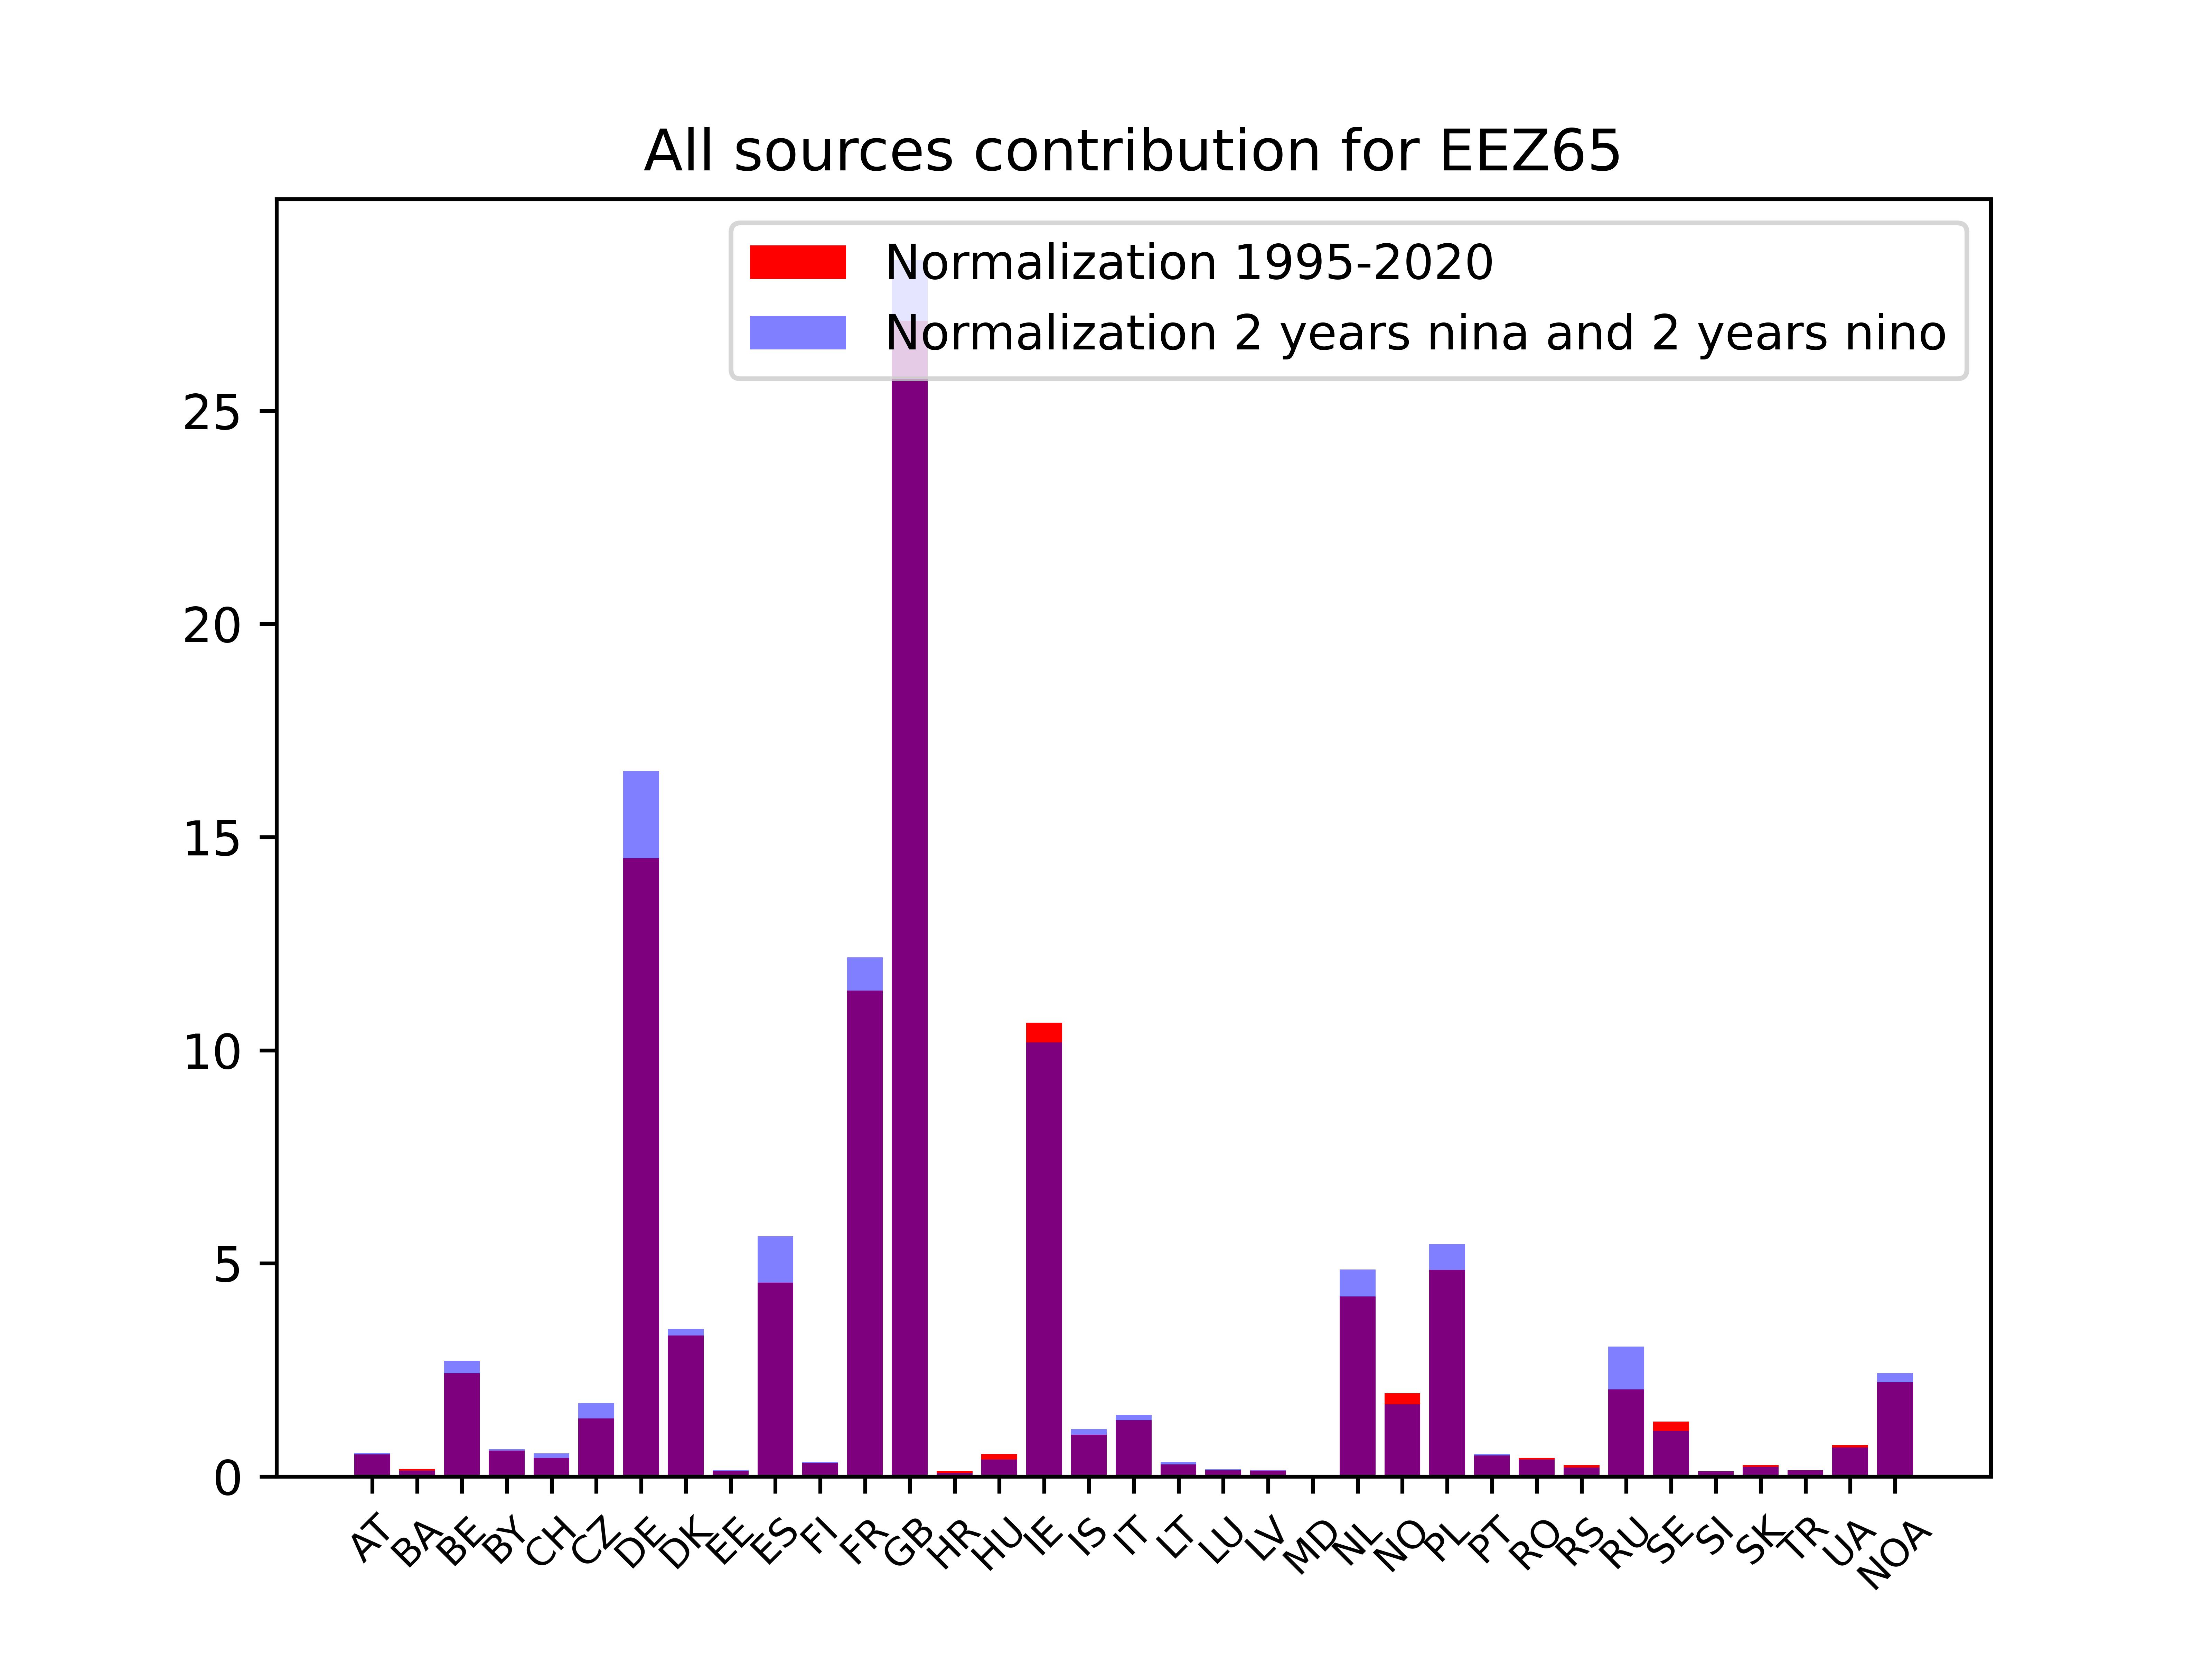 All sources contribution for EEZ65
Normalization 1995-2020
Normalization 2 years nina and 2 years nino
25
20
15
10
5
0
AT BA BE BY CH CZ DE DK EE ES FI FR GB HR HU IE IS IT LT LU LV MD NL NO PL PT RO RS RU SE SI SK TR UA NOA